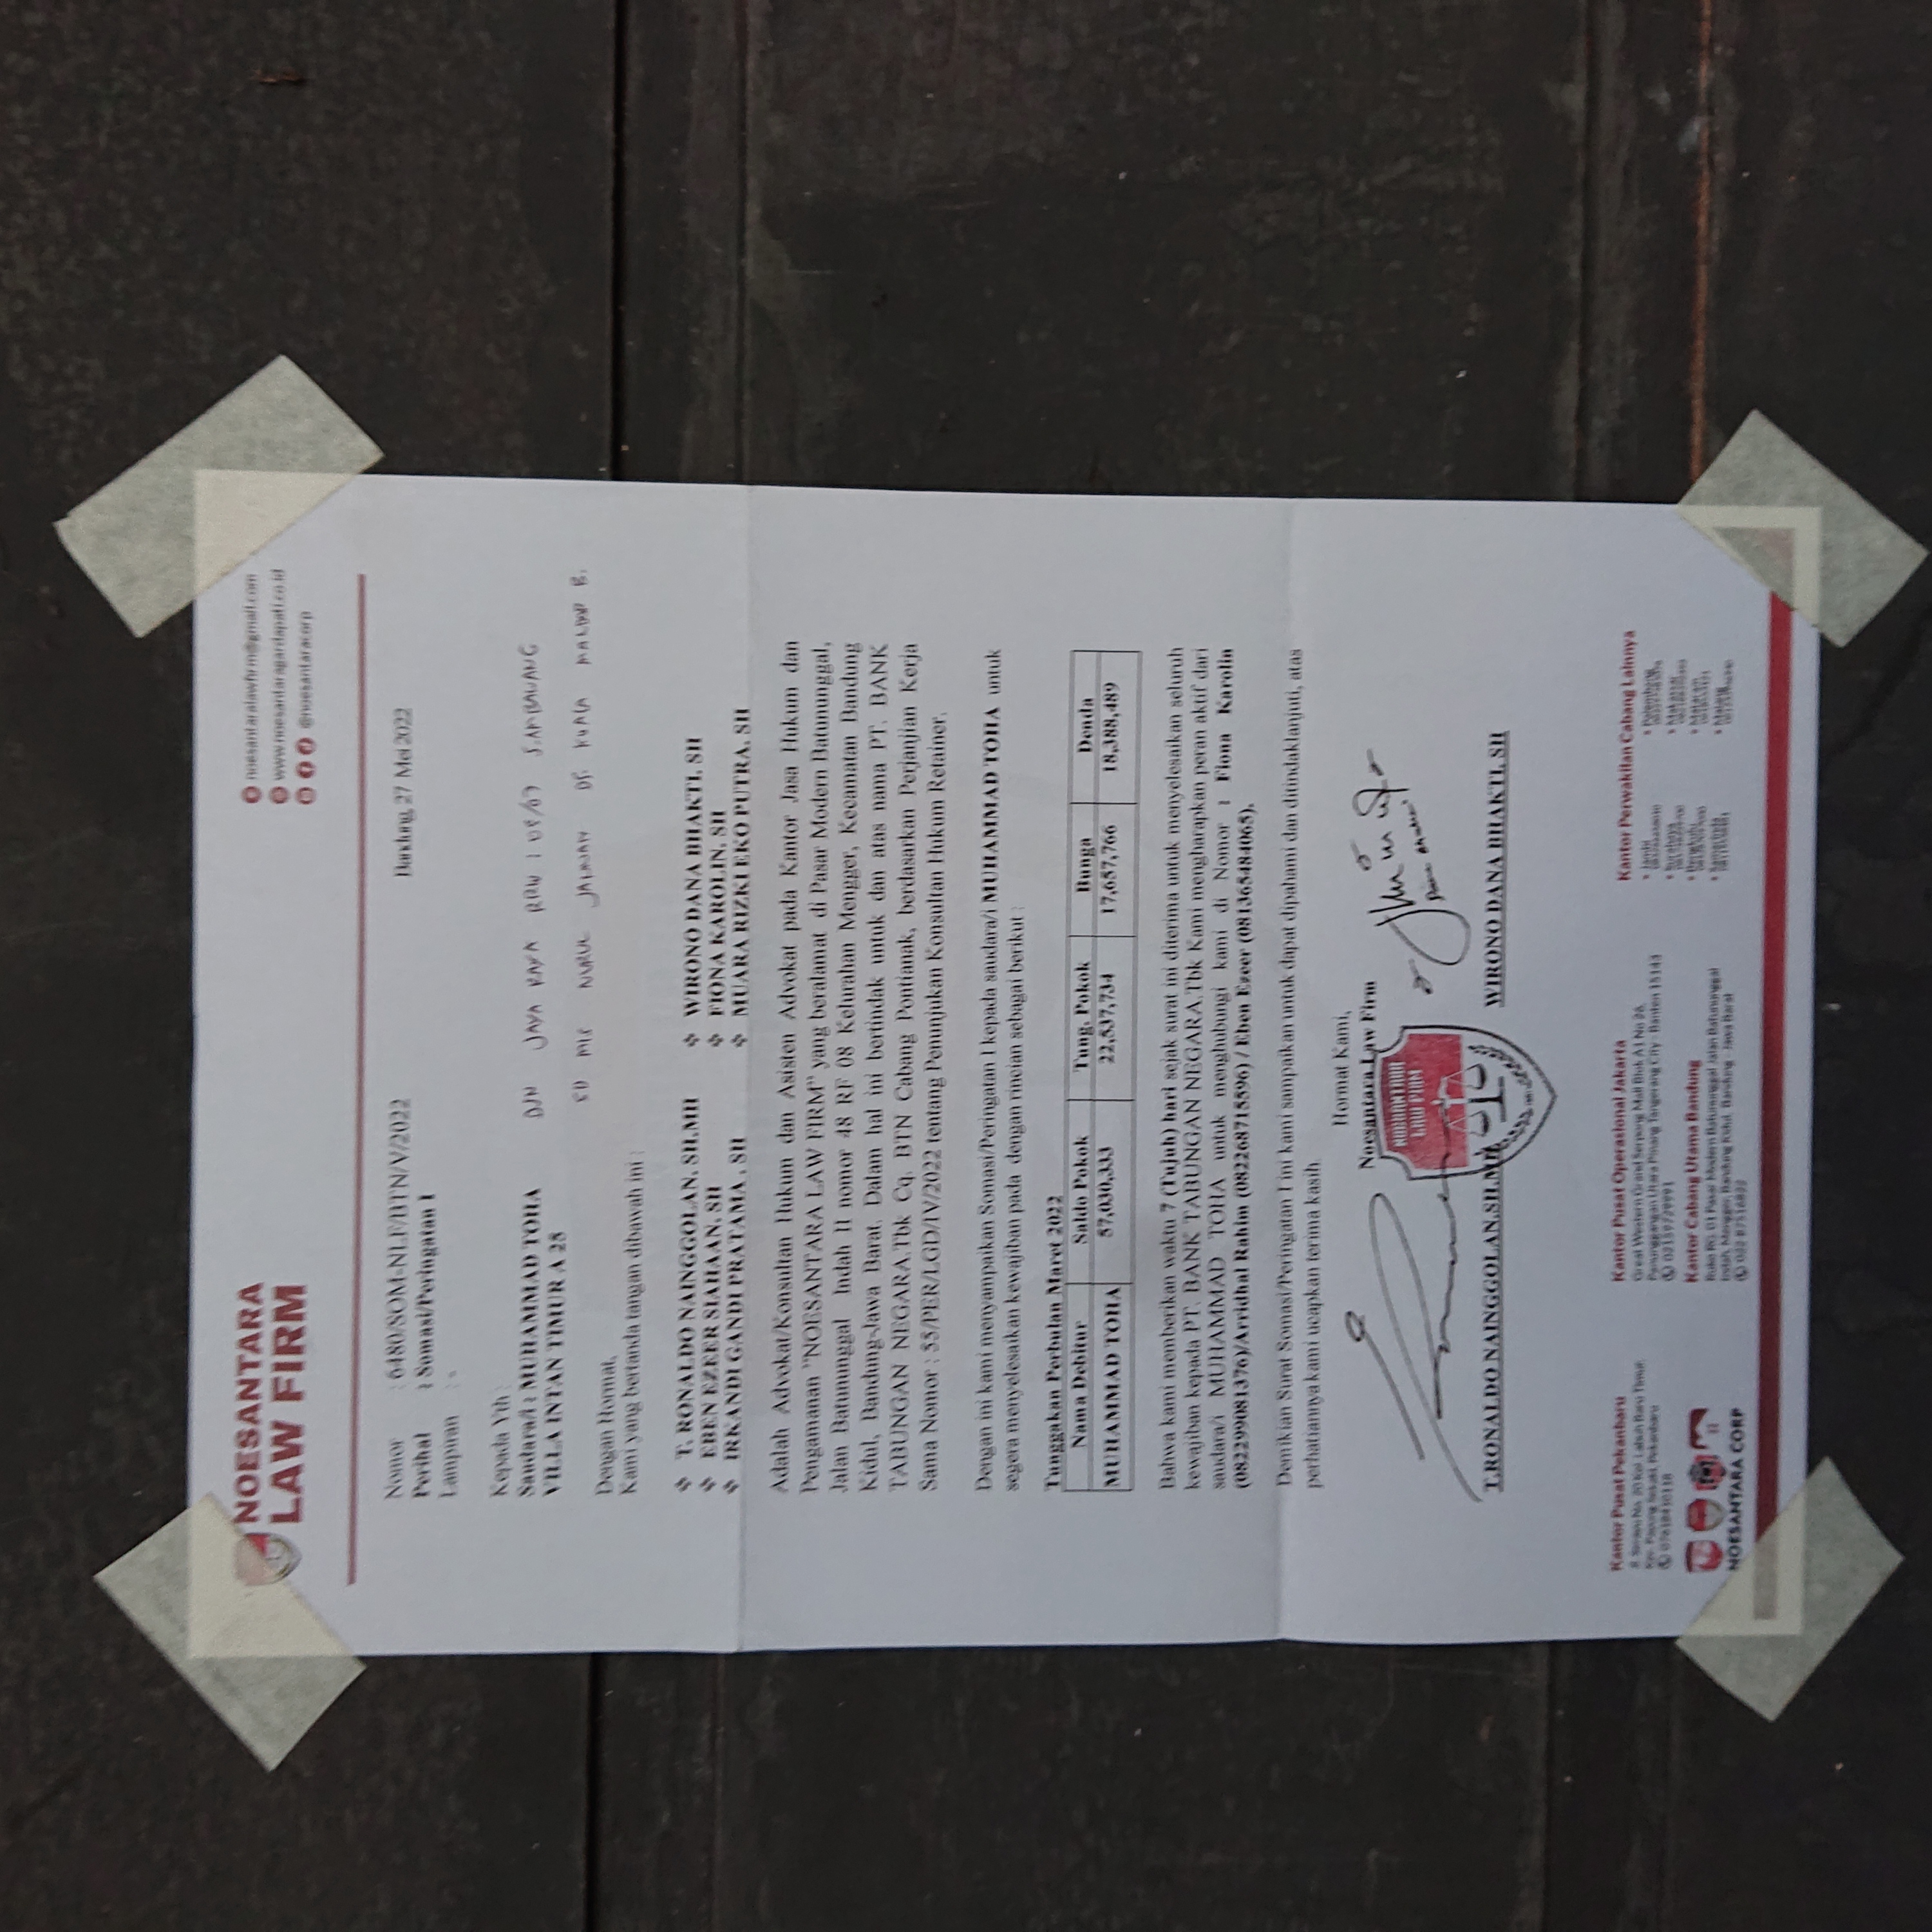 NOESANTARA
LAW FIRM
noesantaralawfirm@gmail.com
www.noesantaragardapati.co.id
@noesantaracorp
Bandung, 27 Mei 2022
Nomor : 6480/SOM-NLF/BTN/V/2022
Perihal : Somasi/Peringatan I
Lampiran : -
Kepada Yth :
Saudara/i : MUHAMMAD TOHA
VILLA INTAN TIMUR A 25
JAYA RAYA
NURUL
Dengan Hormat,
Kami yang bertanda tangan dibawah ini :
T. RONALDO NAINGGOLAN, SH.MH
EBEN EZEER SIAHAAN, SH
IRKANDI GANDI PRATAMA, SH
WIRONO DANA BHAKTI, SH
FIONA KAROLIN, SH
MUARA RIZKI EKO PUTRA, SH
Adalah Advokat/Konsultan Hukum dan Asisten Advokat pada Kantor Jasa Hukum dan
Pengamanan "NOESANTARA LAW FIRM" yang beralamat di Pasar Modern Batununggal,
Jalan Batununggal Indah II nomor 48 RF 08 Kelurahan Mengger, Kecamatan Bandung
Kidul, Bandung-Jawa Barat. Dalam hal ini bertindak untuk dan atas nama PT. BANK
TABUNGAN NEGARA.Tbk Cq. BTN Cabang Pontianak, berdasarkan Perjanjian Kerja
Sama Nomor : 55/PER/LGD/IV/2022 tentang Penunjukan Konsultan Hukum Retainer.
Dengan ini kami menyampaikan Somasi/Peringatan I kepada saudara/i MUHAMMAD TOHA untuk
segera menyelesaikan kewajiban pada dengan rincian sebagai berikut :
Tunggakan Perbulan Maret 2022
Nama Debitur Saldo Pokok Tung. Pokok Bunga Denda
MUHAMMAD TOHA 57,030,333 22,537,734 17,657,766 18,388,489
Bahwa kami memberikan waktu 7 (Tujuh) hari sejak surat ini diterima untuk menyelesaikan seluruh
kewajiban kepada PT. BANK TABUNGAN NEGARA.Tbk Kami mengharapkan peran aktif dari
saudara/i MUHAMMAD TOHA untuk menghubungi kami di Nomor : Fiona Karolin
(082299081376)/Arridhal Rahim (082268715596) / Eben Ezeer (081365484065),
Demikian Surat Somasi/Peringatan I ini kami sampaikan untuk dapat dipahami dan ditindaklanjuti, atas
perhatiannya kami ucapkan terima kasih.
Hormat Kami,
Noesantara Law Firm
NOESANTARA
LAW FIRM
T.RONALDO NAINGGOLAN,SH.MH
WIRONO DANA BHAKTI,SH
Kantor Pusat Pekanbaru
Kantor Pusat Operasional Jakarta
Kantor Cabang Utama Bandung
Kantor Perwakilan Cabang Lainnya
NOESANTARA CORP